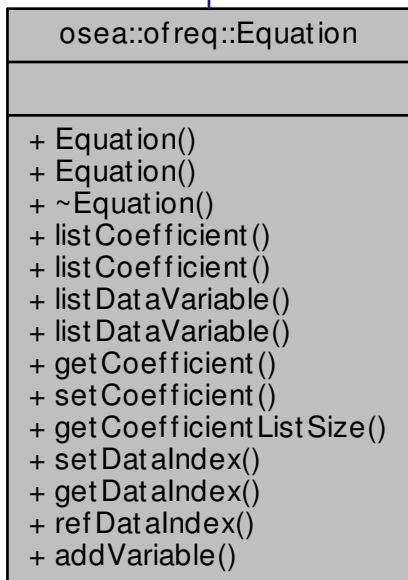 osea::ofreq::Equation
+ Equation()
+ Equation()
+ ~Equation()
+ listCoefficient()
+ listCoefficient()
+ listDataVariable()
+ listDataVariable()
+ getCoefficient()
+ setCoefficient()
+ getCoefficientListSize()
+ setDataIndex()
+ getDataIndex()
+ refDataIndex()
+ addVariable()